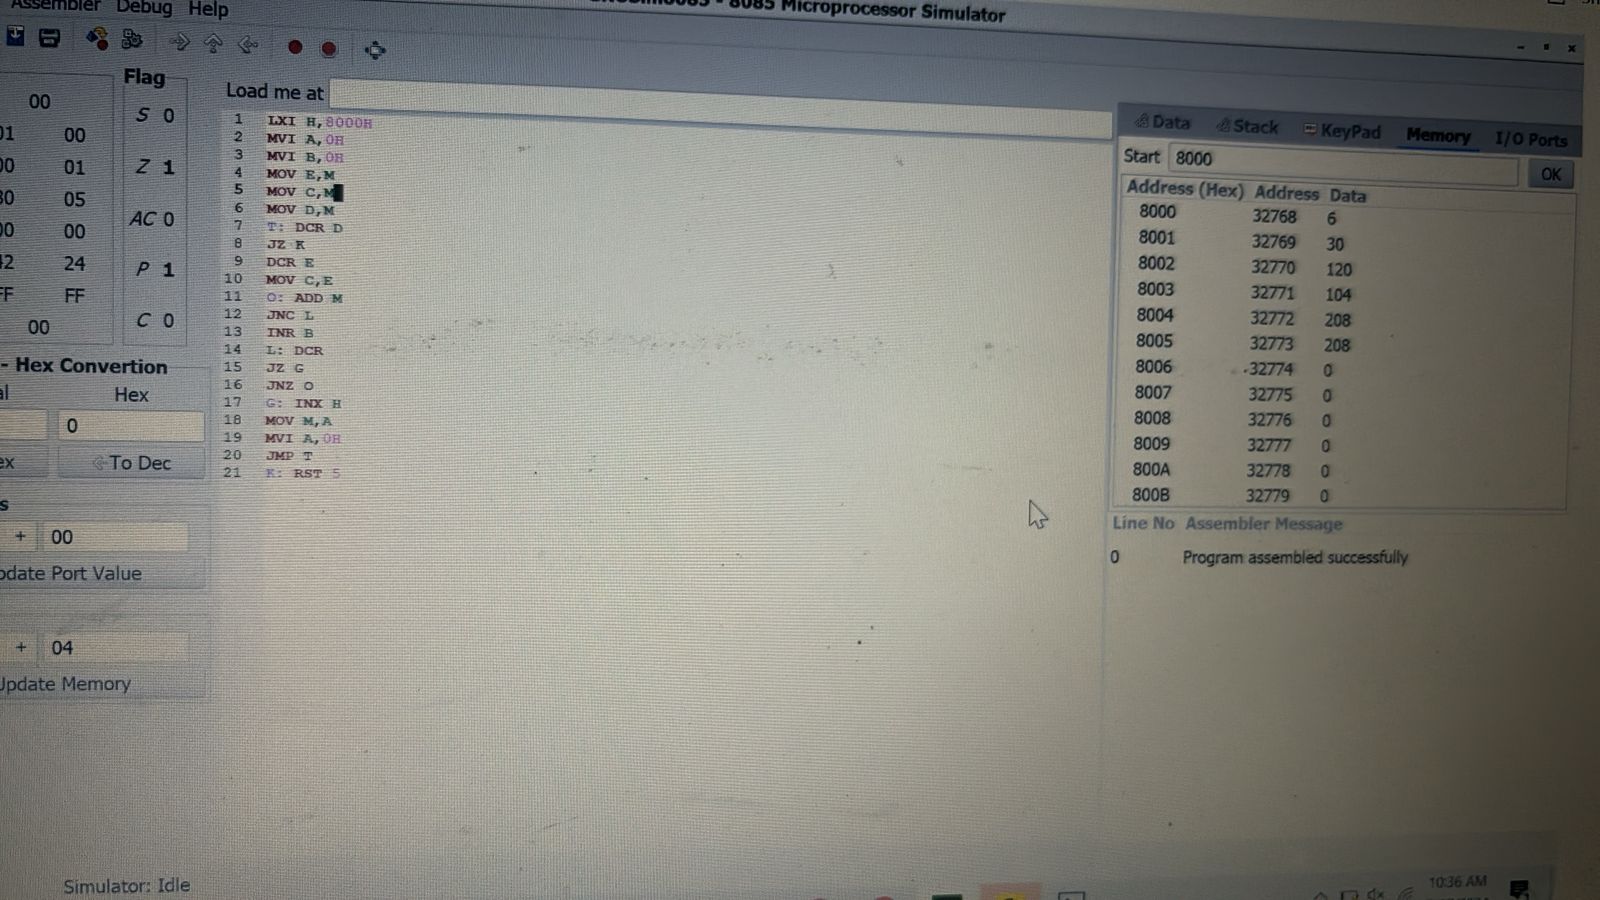 Assembler Debug Help
- 8085 Microprocessor Simulator
Load me at
00
01 00
00 01
80 05
00 00
42 24
FF FF
00
Flag
S 0
Z 1
AC 0
P 1
C 0
- Hex Convertion
Hex
0
To Dec
+ 00
Update Port Value
+ 04
Update Memory
1 LXI H,8000H
2 MVI A,0H
3 MVI B,0H
4 MOV E,M
5 MOV C,M
6 MOV D,M
7 T: DCR D
8 JZ K
9 DCR E
10 MOV C,E
11 O: ADD M
12 JNC L
13 INR B
14 L: DCR
15 JZ G
16 JNZ O
17 G: INX H
18 MOV M,A
19 MVI A,0H
20 JMP T
21 K: RST 5
Data Stack KeyPad Memory I/O Ports
Start 8000 OK
Address (Hex) Address Data
8000 32768 6
8001 32769 30
8002 32770 120
8003 32771 104
8004 32772 208
8005 32773 208
8006 32774 0
8007 32775 0
8008 32776 0
8009 32777 0
800A 32778 0
800B 32779 0
Line No Assembler Message
0 Program assembled successfully
Simulator: Idle
10:36 AM